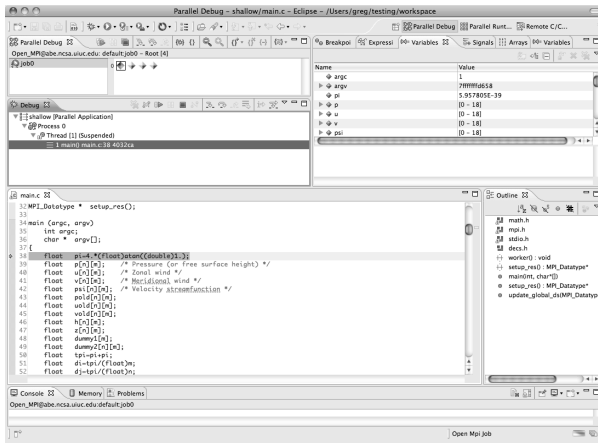 Parallel Debug - shallow/main.c - Eclipse - /Users/greg/testing/workspace
Parallel Debug Parallel Runt... Remote C/C...
Parallel Debug
Open_MPI@abe.ncsa.uiuc.edu:default:job0 - Root [4]
job0
0
Breakpoi Expressi Variables Signals Arrays Variables
Name Value
argc 1
argv 7fffffffd658
pi 5.957805E-39
p [0 - 18]
u [0 - 18]
v [0 - 18]
psi [0 - 18]
Debug
shallow [Parallel Application]
Process 0
Thread [1] (Suspended)
1 main() main.c:38 4032ca
main.c
32 MPI_Datatype * setup_res();
33
34 main (argc, argv)
35 int argc;
36 char * argv[];
37 {
38 float pi=4.*(float)atan((double)1.);
39 float p[n][m]; /* Pressure (or free surface height) */
40 float u[n][m]; /* Zonal wind */
41 float v[n][m]; /* Meridional wind */
42 float psi[n][m]; /* Velocity streamfunction */
43 float pold[n][m];
44 float uold[n][m];
45 float vold[n][m];
46 float h[n][m];
47 float z[n][m];
48 float dummy1[m];
49 float dummy2[n][m];
50 float tpi=pi+pi;
51 float di=tpi/(float)m;
52 float dj=tpi/(float)n;
Outline
math.h
mpi.h
stdio.h
decs.h
worker() : void
setup_res() : MPI_Datatype*
main(int, char*[])
setup_res() : MPI_Datatype*
update_global_ds(MPI_Datatyp
Console Memory Problems
Open_MPI@abe.ncsa.uiuc.edu:default:job0
Open Mpi Job